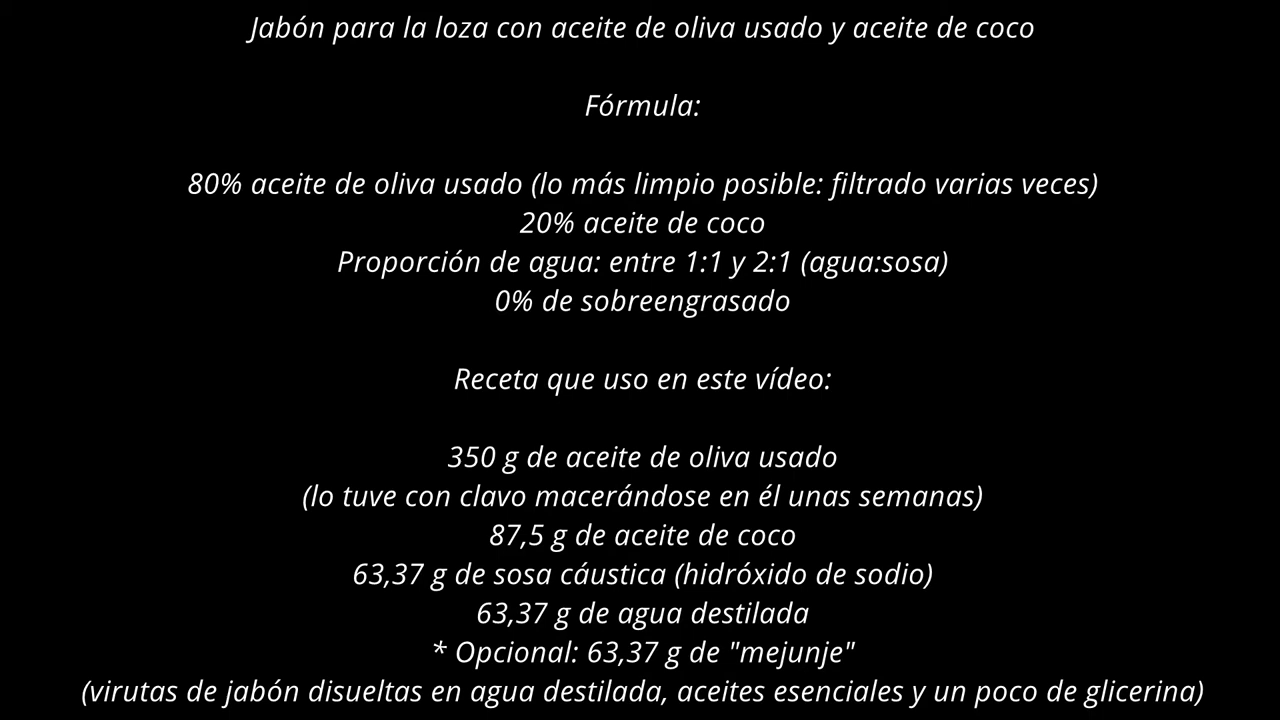 Jabón para la loza con aceite de oliva usado y aceite de coco
Fórmula:
80% aceite de oliva usado (lo más limpio posible: filtrado varias veces)
20% aceite de coco
Proporción de agua: entre 1:1 y 2:1 (agua:sosa)
0% de sobreengrasado
Receta que uso en este vídeo:
350 g de aceite de oliva usado
(lo tuve con clavo macerándose en él unas semanas)
87,5 g de aceite de coco
63,37 g de sosa cáustica (hidróxido de sodio)
63,37 g de agua destilada
* Opcional: 63,37 g de "mejunje"
(virutas de jabón disueltas en agua destilada, aceites esenciales y un poco de glicerina)